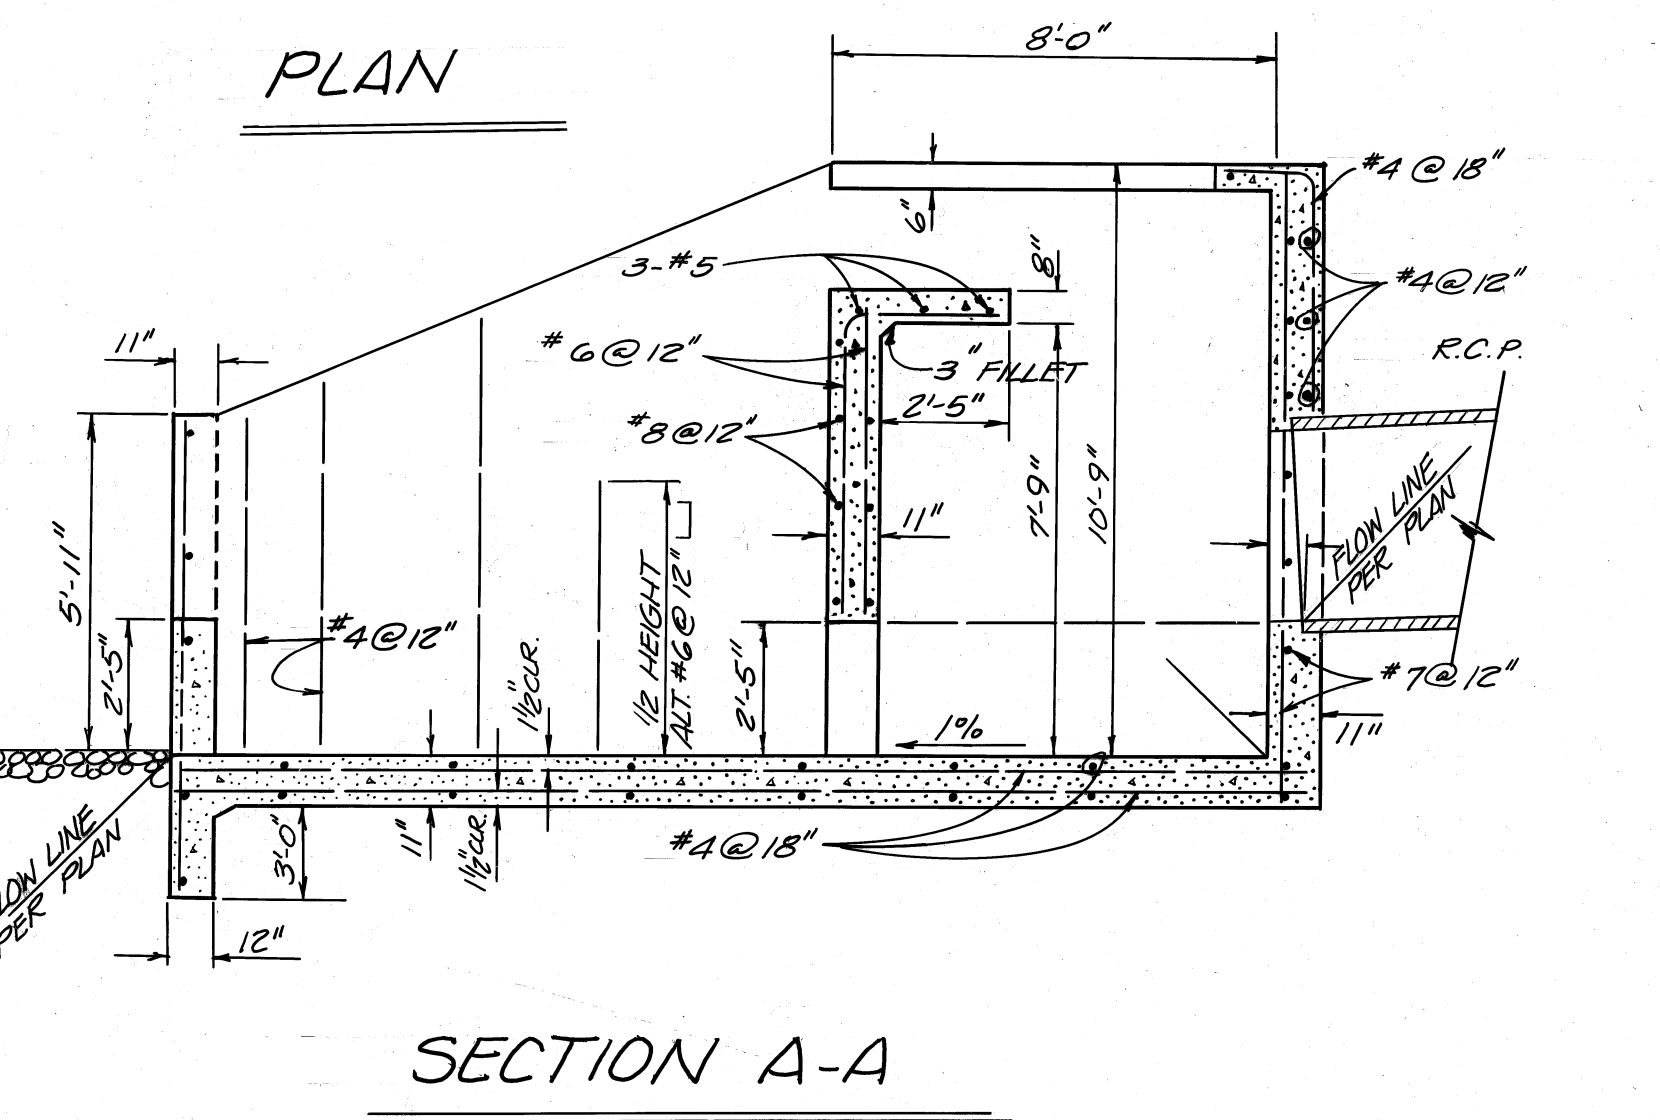 PLAN
8'-0"
#4 @ 18"
6"
3-#5
8"
#4@12"
11"
#6@12"
3" FILLET
R.C.P.
2'-5"
#8@12"
5'-11"
7'-9"
10'-9"
11"
FLOW LINE
PER PLAN
1/2 HEIGHT
ALT. #6@12"
#4@12"
2'-5"
1½" CLR.
2'-5"
1%
#7@12"
11"
3'-0"
11"
1½" CLR.
#4@18"
LOW LINE
PER PLAN
12"
SECTION A-A